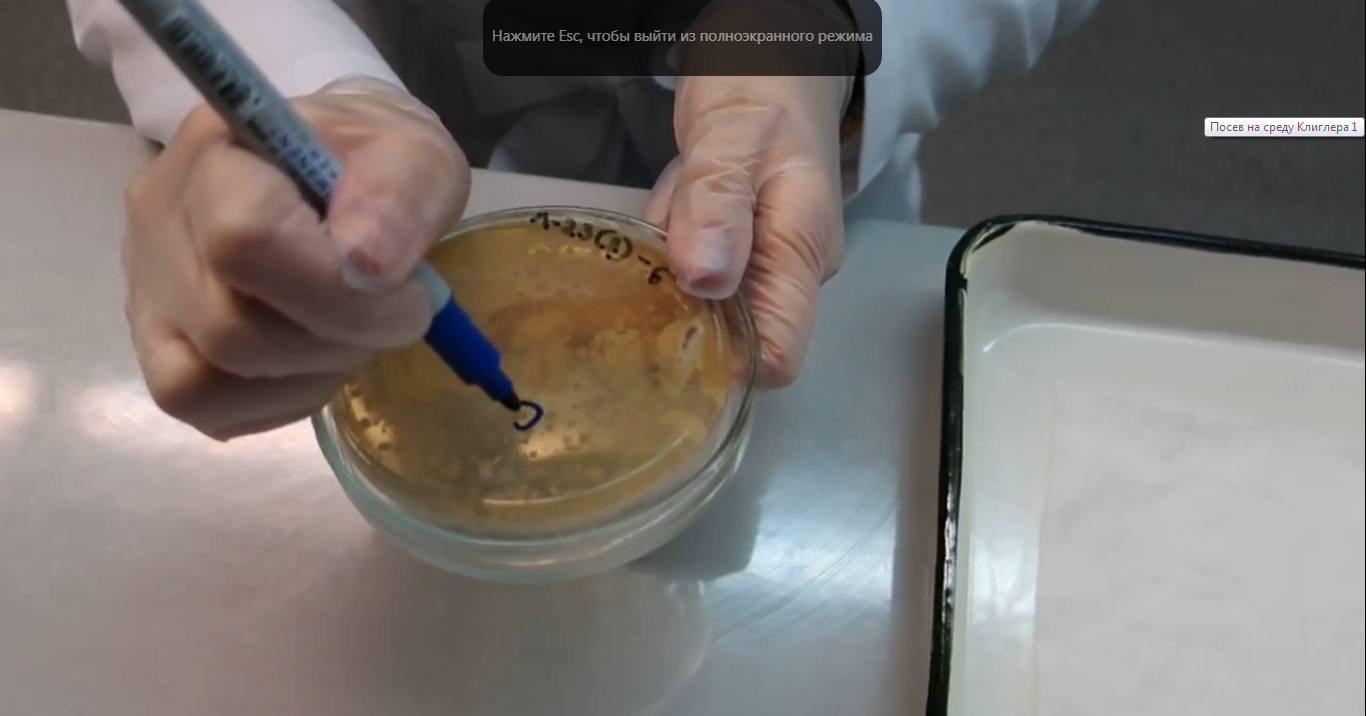 Нажмите Esc, чтобы выйти из полноэкранного режима
Посев на среду Клиглера 1